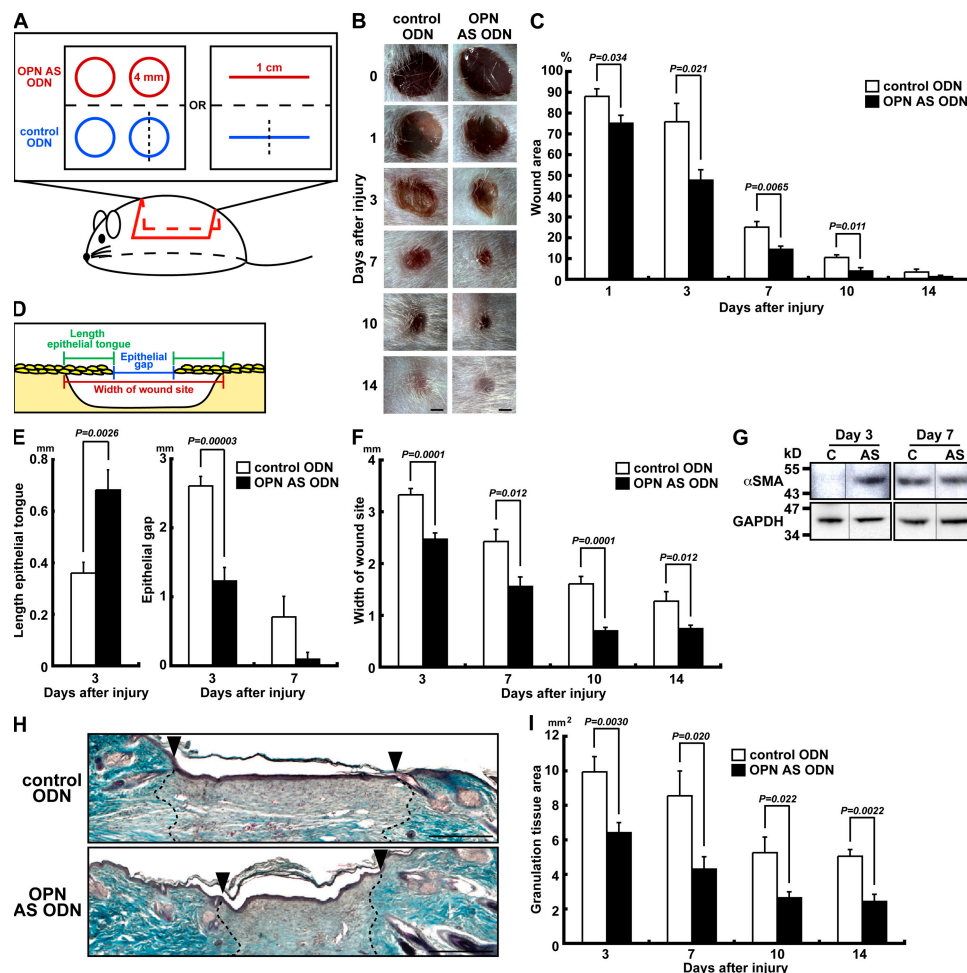 A
OPN AS
ODN
4 mm
control
ODN
OR
1 cm
B
control
ODN
OPN
AS ODN
Days after injury
0
1
3
7
10
14
C
%
Wound area
100
90
80
70
60
50
40
30
20
10
0
P=0.034
P=0.021
P=0.0065
P=0.011
control ODN
OPN AS ODN
1 3 7 10 14
Days after injury
D
Length
epithelial tongue
Epithelial
gap
Width of wound site
E
mm
Length epithelial tongue
0.8
0.6
0.4
0.2
0
P=0.0026
3
Days after injury
mm
Epithelial gap
3
2
1
0
P=0.00003
control ODN
OPN AS ODN
3 7
Days after injury
F
mm
Width of wound site
4
3
2
1
0
P=0.0001
P=0.012
P=0.0001
P=0.012
control ODN
OPN AS ODN
3 7 10 14
Days after injury
G
Day 3 Day 7
kD C AS C AS
55
αSMA
43
47
GAPDH
34
H
control
ODN
OPN
AS ODN
I
mm2
Granulation tissue area
12
10
8
6
4
2
0
P=0.0030
P=0.020
P=0.022
P=0.0022
control ODN
OPN AS ODN
3 7 10 14
Days after injury